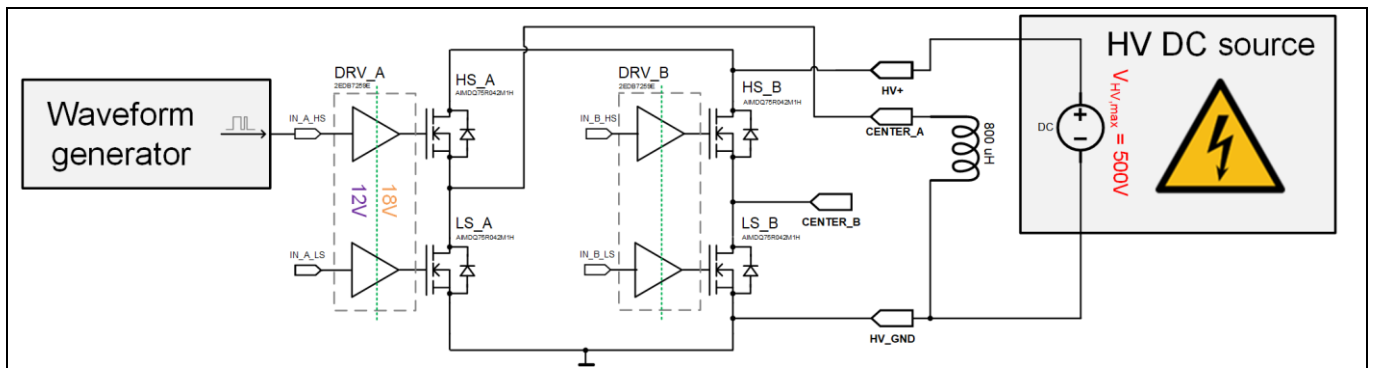 Waveform
generator
DRV_A
2EDB7259E
IN_A_HS
IN_A_LS
12V
18V
HS_A
AIMDQ75R042M1H
LS_A
AIMDQ75R042M1H
DRV_B
2EDB7259E
IN_B_HS
IN_B_LS
HS_B
AIMDQ75R042M1H
LS_B
AIMDQ75R042M1H
HV+
CENTER_A
CENTER_B
HV_GND
800 uH
HV DC source
DC
VHV,max = 500V